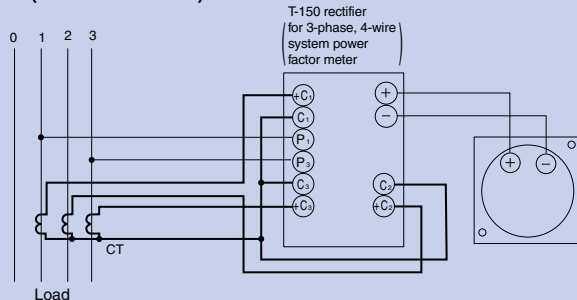 T-150 rectifier
for 3-phase, 4-wire
system power
factor meter
0 1 2 3
+C₁
C₁
P₁
P₃
C₃
+C₃
+
−
C₂
+C₂
+ −
CT
Load